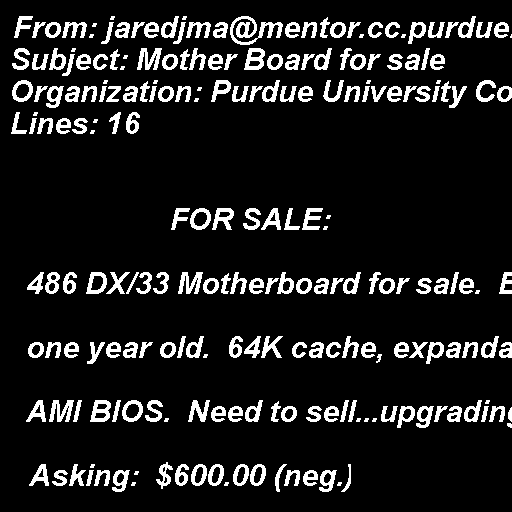 From: jaredjma@mentor.cc.purdue
Subject: Mother Board for sale
Organization: Purdue University Co
Lines: 16
FOR SALE:
486 DX/33 Motherboard for sale.
one year old.  64K cache, expanda
AMI BIOS.  Need to sell...upgrading
Asking:  $600.00 (neg.)